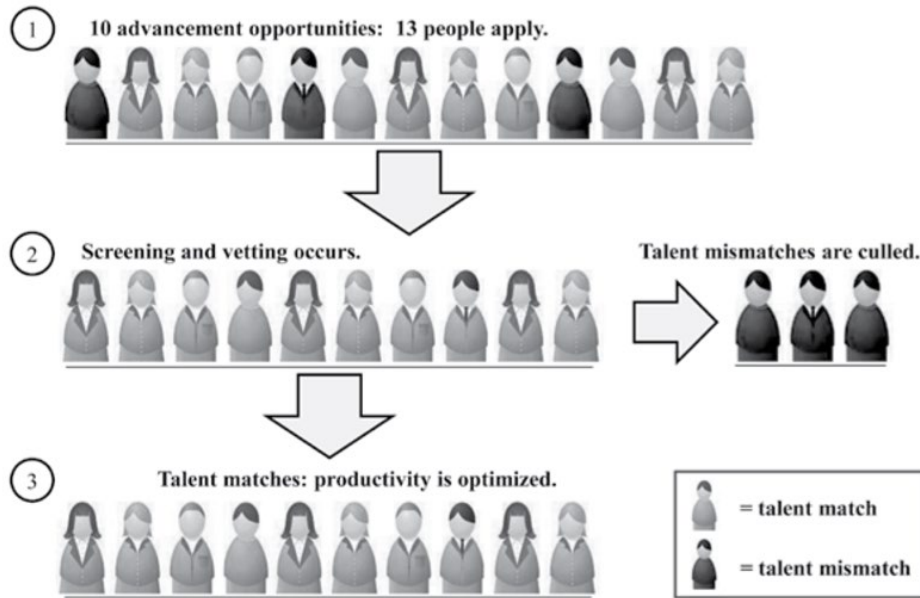 1 10 advancement opportunities: 13 people apply.
2 Screening and vetting occurs.
Talent mismatches are culled.
3 Talent matches: productivity is optimized.
= talent match
= talent mismatch